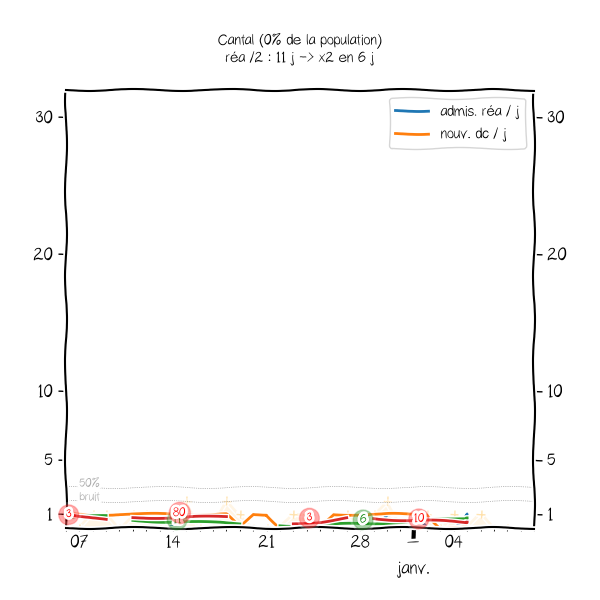 Cantal (0% de la population)
réa /2 : 11 j -> x2 en 6 j
admis. réa / j
nouv. dc / j
30 30
20 20
10 10
5 5
50%
bruit
1 1
3 80 11 3 6 10
07 14 21 28 04
janv.